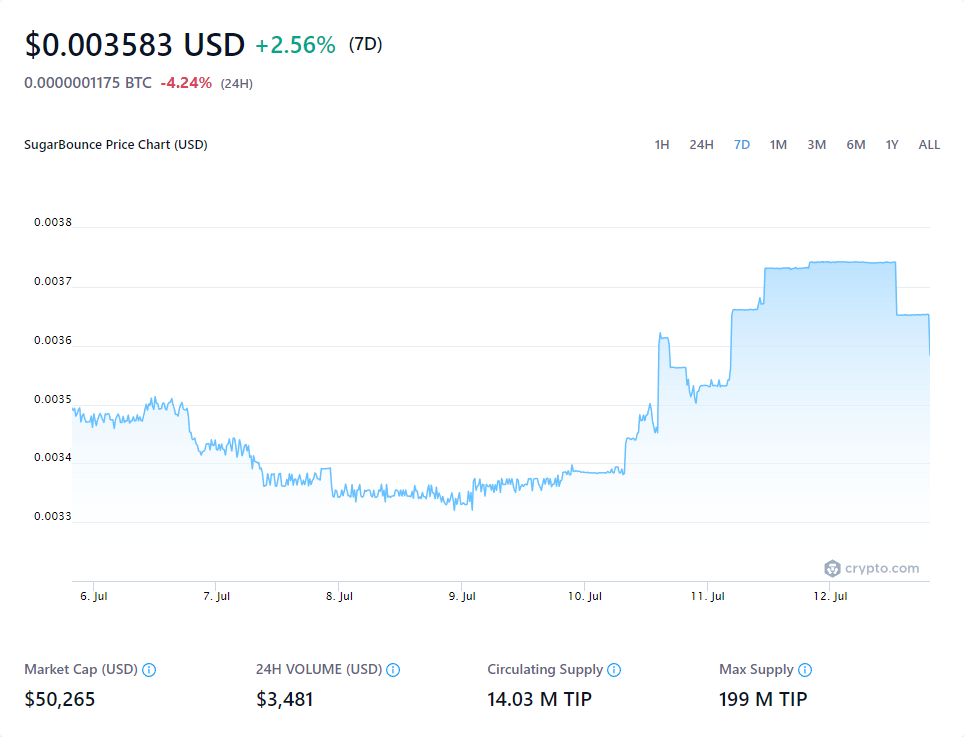 $0.003583 USD +2.56% (7D)
0.0000001175 BTC -4.24% (24H)
SugarBounce Price Chart (USD) 1H 24H 7D 1M 3M 6M 1Y ALL
0.0038
0.0037
0.0036
0.0035
0.0034
0.0033
crypto.com
6. Jul 7. Jul 8. Jul 9. Jul 10. Jul 11. Jul 12. Jul
Market Cap (USD) 24H VOLUME (USD) Circulating Supply Max Supply
$50,265 $3,481 14.03 M TIP 199 M TIP